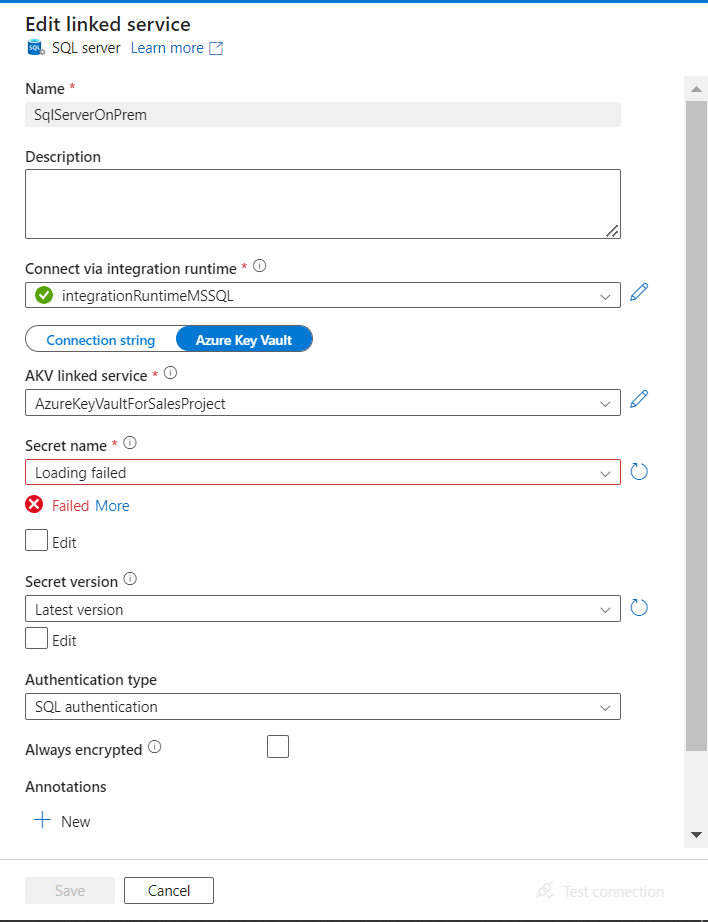 Edit linked service
SQL SQL server Learn more
Name *
SqlServerOnPrem
Description
Connect via integration runtime *
integrationRuntimeMSSQL
Connection string Azure Key Vault
AKV linked service *
AzureKeyVaultForSalesProject
Secret name *
Loading failed
Failed More
Edit
Secret version
Latest version
Edit
Authentication type
SQL authentication
Always encrypted
Annotations
New
Save Cancel Test connection